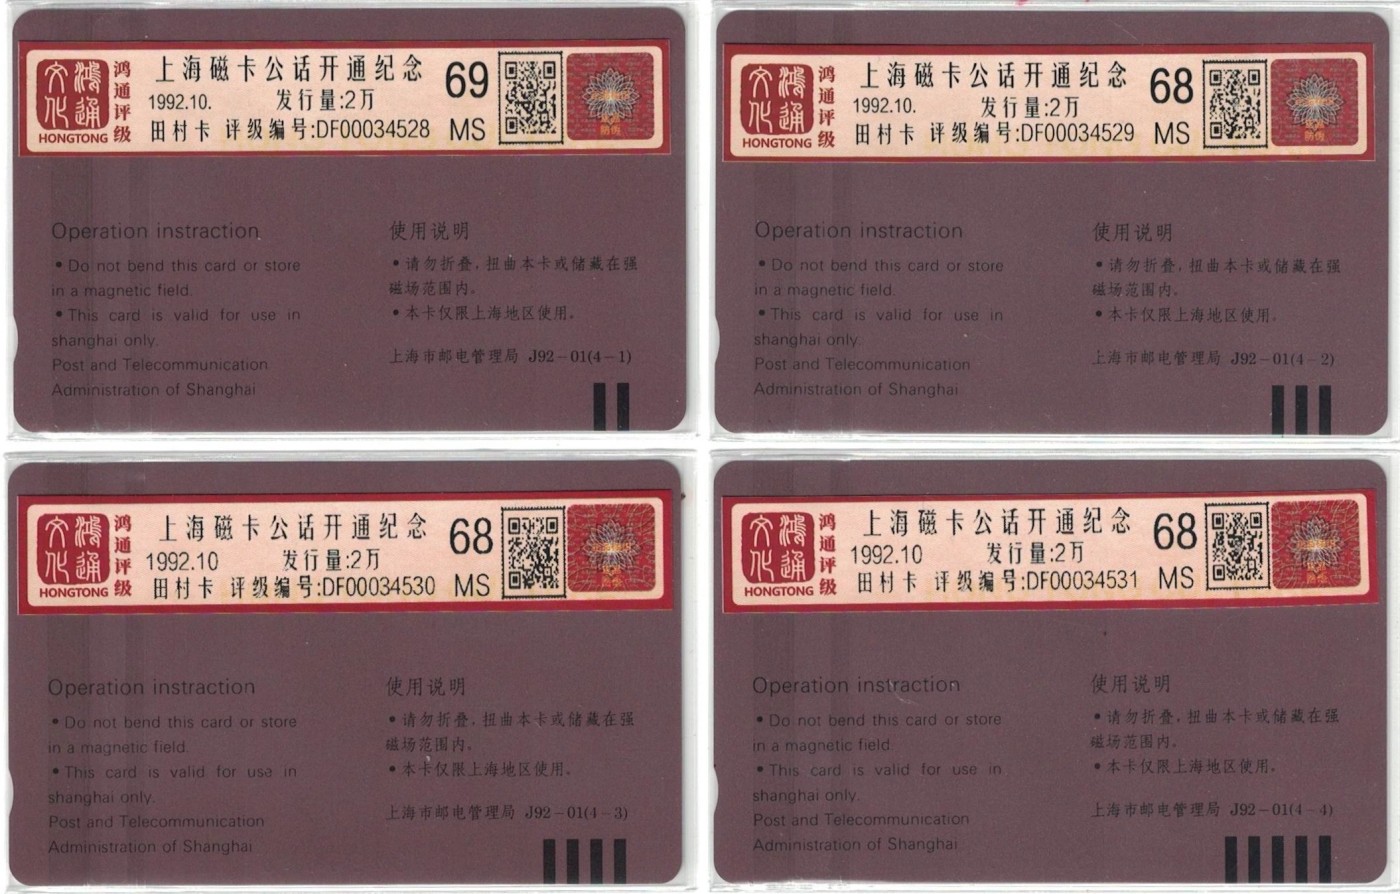 鸿通
文化
HONGTONG
鸿通评级
上海磁卡公话开通纪念
1992.10. 发行量:2万
田村卡 评级编号:DF00034528
69
MS
防伪
Operation instraction
• Do not bend this card or store
in a magnetic field.
• This card is valid for use in
shanghai only.
Post and Telecommunication
Administration of Shanghai
使用说明
• 请勿折叠，扭曲本卡或储藏在强
磁场范围内。
• 本卡仅限上海地区使用。
上海市邮电管理局 J92-01(4-1)
鸿通
文化
HONGTONG
鸿通评级
上海磁卡公话开通纪念
1992.10. 发行量:2万
田村卡 评级编号:DF00034529
68
MS
防伪
Operation instraction
• Do not bend this card or store
in a magnetic field.
• This card is valid for use in
shanghai only.
Post and Telecommunication
Administration of Shanghai
使用说明
• 请勿折叠，扭曲本卡或储藏在强
磁场范围内。
• 本卡仅限上海地区使用。
上海市邮电管理局 J92-01(4-2)
鸿通
文化
HONGTONG
鸿通评级
上海磁卡公话开通纪念
1992.10 发行量:2万
田村卡 评级编号:DF00034530
68
MS
Operation instraction
• Do not bend this card or store
in a magnetic field.
• This card is valid for use in
shanghai only.
Post and Telecommunication
Administration of Shanghai
使用说明
• 请勿折叠，扭曲本卡或储藏在强
磁场范围内。
• 本卡仅限上海地区使用。
上海市邮电管理局 J92-01(4-3)
鸿通
文化
HONGTONG
鸿通评级
上海磁卡公话开通纪念
1992.10 发行量:2万
田村卡 评级编号:DF00034531
68
MS
Operation instraction
• Do not bend this card or store
in a magnetic field.
• This card is valid for use in
shanghai only.
Post and Telecommunication
Administration of Shanghai
使用说明
• 请勿折叠，扭曲本卡或储藏在强
磁场范围内。
• 本卡仅限上海地区使用。
上海市邮电管理局 J92-01(4-4)